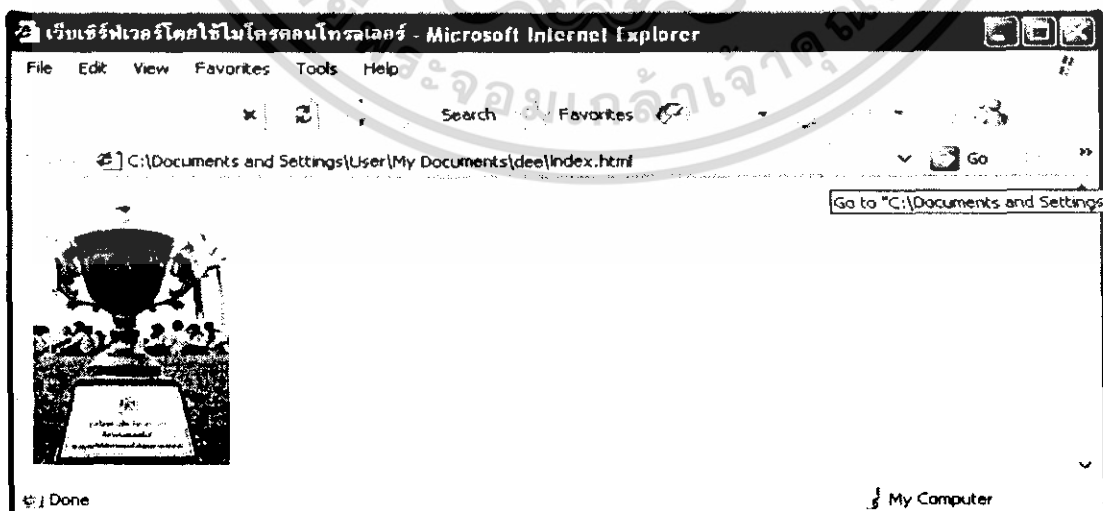 เว็บเซิร์ฟเวอร์โดยใช้ไมโครคอนโทรลเลอร์ - Microsoft Internet Explorer
File Edit View Favorites Tools Help
Search Favorites
C:\Documents and Settings\User\My Documents\dee\Index.html Go
Go to "C:\Documents and Settings
Done My Computer